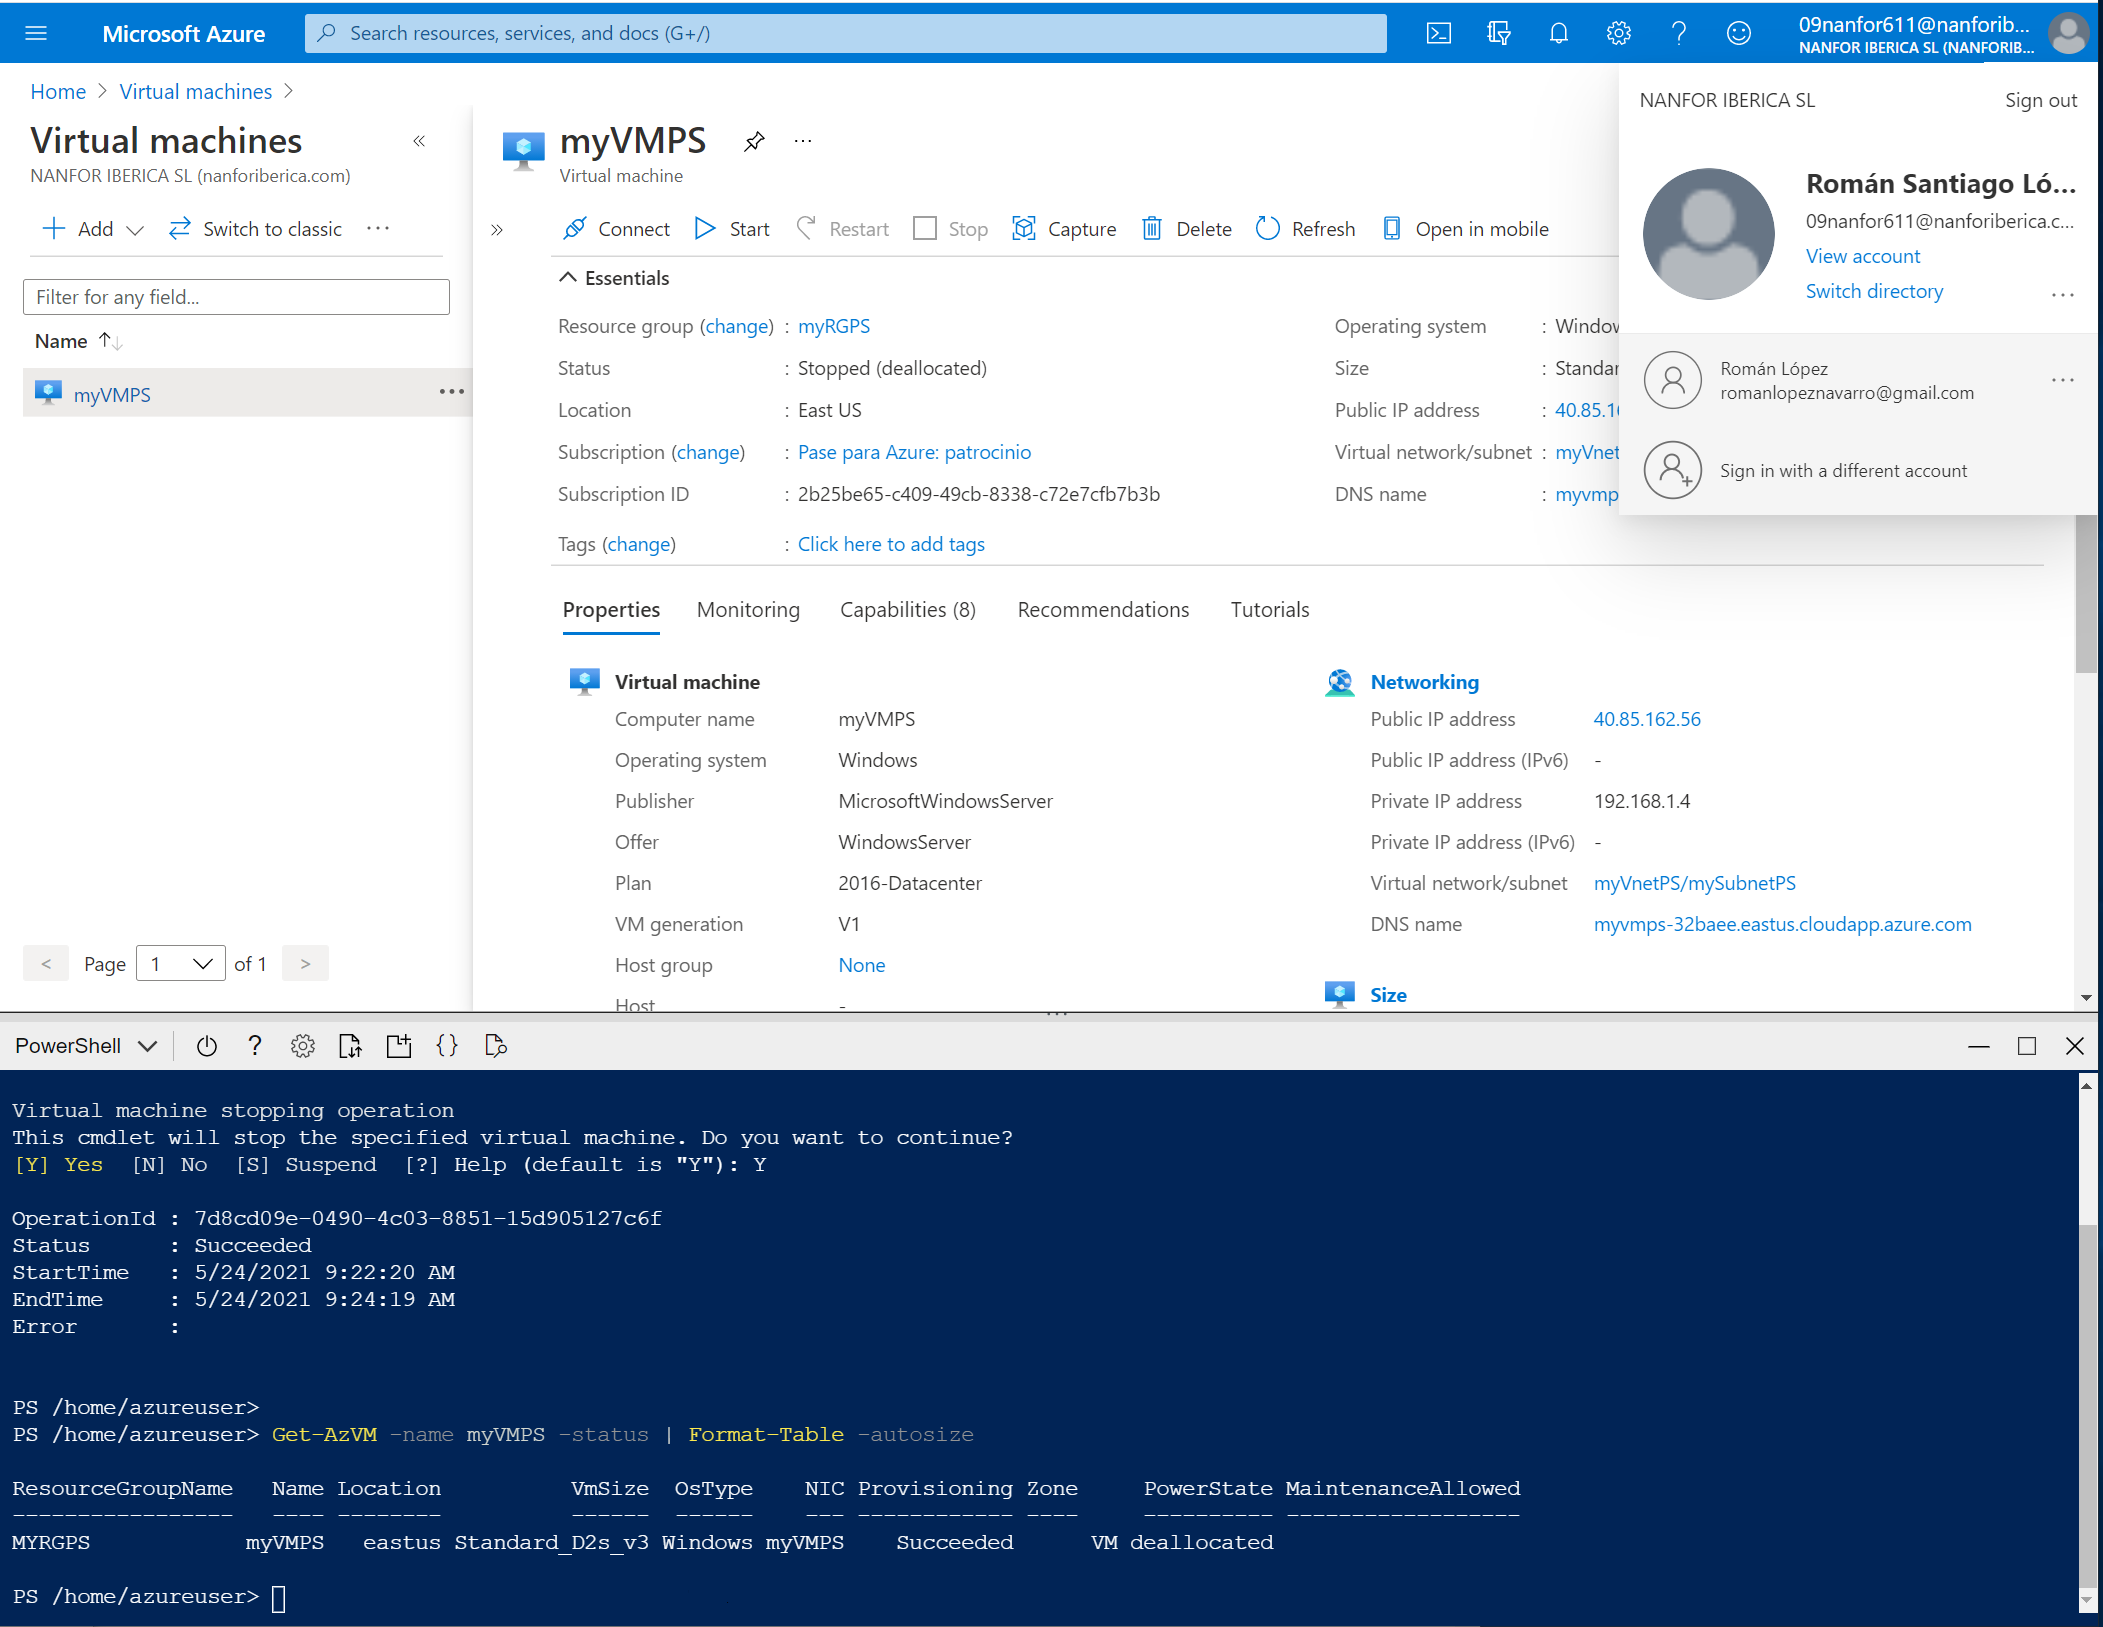 Microsoft Azure
Search resources, services, and docs (G+/)
09nanfor611@nanforib...
NANFOR IBERICA SL (NANFORIB...
Home > Virtual machines >
Virtual machines
«
NANFOR IBERICA SL (nanforiberica.com)
+ Add
Switch to classic
...
Filter for any field...
Name ↑↓
myVMPS
...
< Page 1 of 1 >
myVMPS
...
Virtual machine
»
Connect
Start
Restart
Stop
Capture
Delete
Refresh
Open in mobile
Essentials
Resource group (change) : myRGPS
Status : Stopped (deallocated)
Location : East US
Subscription (change) : Pase para Azure: patrocinio
Subscription ID : 2b25be65-c409-49cb-8338-c72e7cfb7b3b
Tags (change) : Click here to add tags
Operating system : Window
Size : Standar
Public IP address : 40.85.16
Virtual network/subnet : myVnet
DNS name : myvmp
NANFOR IBERICA SL
Sign out
Román Santiago Ló...
09nanfor611@nanforiberica.c...
View account
Switch directory
...
Román López
romanlopeznavarro@gmail.com
...
Sign in with a different account
Properties
Monitoring
Capabilities (8)
Recommendations
Tutorials
Virtual machine
Computer name myVMPS
Operating system Windows
Publisher MicrosoftWindowsServer
Offer WindowsServer
Plan 2016-Datacenter
VM generation V1
Host group None
Host -
Networking
Public IP address 40.85.162.56
Public IP address (IPv6) -
Private IP address 192.168.1.4
Private IP address (IPv6) -
Virtual network/subnet myVnetPS/mySubnetPS
DNS name myvmps-32baee.eastus.cloudapp.azure.com
Size
PowerShell
? { }
Virtual machine stopping operation
This cmdlet will stop the specified virtual machine. Do you want to continue?
[Y] Yes [N] No [S] Suspend [?] Help (default is "Y"): Y
OperationId : 7d8cd09e-0490-4c03-8851-15d905127c6f
Status : Succeeded
StartTime : 5/24/2021 9:22:20 AM
EndTime : 5/24/2021 9:24:19 AM
Error :
PS /home/azureuser>
PS /home/azureuser> Get-AzVM -name myVMPS -status | Format-Table -autosize
ResourceGroupName Name Location VmSize OsType NIC Provisioning Zone PowerState MaintenanceAllowed
----------------- ---- -------- ------ ------ --- ------------ ---- ---------- ------------------
MYRGPS myVMPS eastus Standard_D2s_v3 Windows myVMPS Succeeded VM deallocated
PS /home/azureuser>